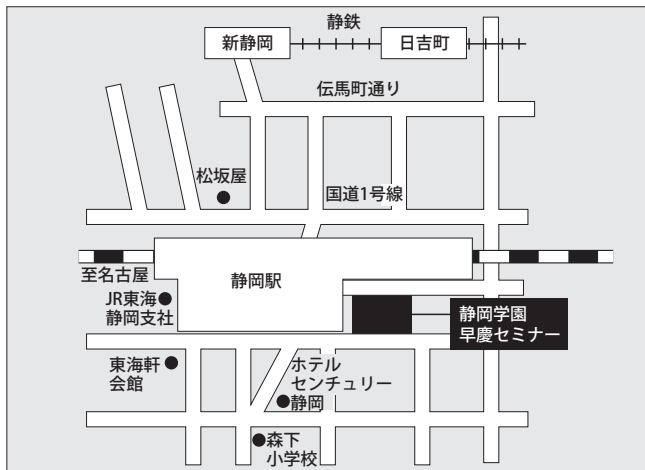 静鉄
新静岡
日吉町
伝馬町通り
松坂屋
国道1号線
至名古屋
静岡駅
JR東海
静岡支社
静岡学園
早慶セミナー
東海軒
会館
ホテル
センチュリー
静岡
森下
小学校